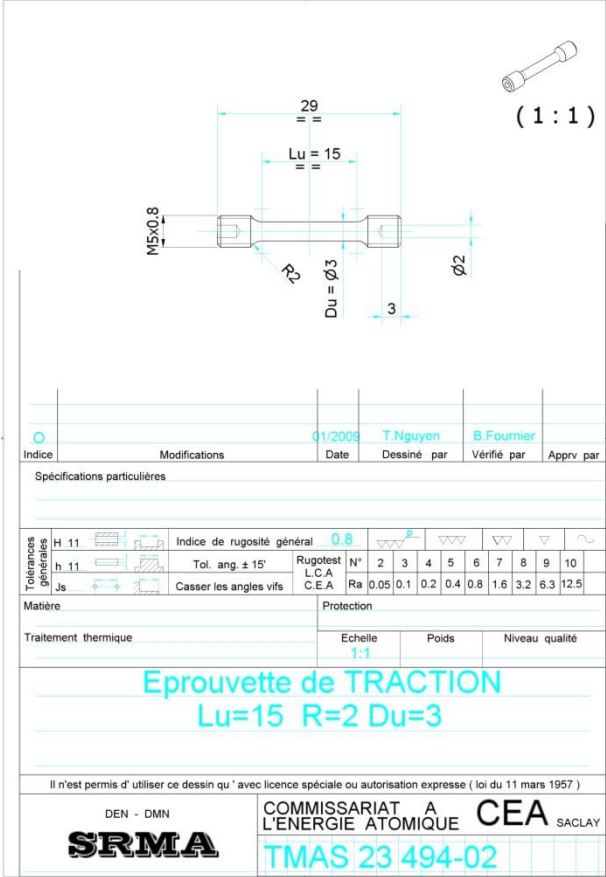 ( 1 : 1 )
29
= =
Lu = 15
= =
M5x0.8
R2
Du = Ø3
3
Ø2
O 01/2009 T.Nguyen B.Fournier
Indice Modifications Date Dessiné par Vérifié par Apprv par
Spécifications particulières
Tolérances générales
H 11 Indice de rugosité général 0.8 P
h 11 Tol. ang. ± 15' Rugotest L.C.A C.E.A N° 2 3 4 5 6 7 8 9 10
Js Casser les angles vifs Ra 0.05 0.1 0.2 0.4 0.8 1.6 3.2 6.3 12.5
Matière Protection
Traitement thermique Echelle Poids Niveau qualité
1:1
Eprouvette de TRACTION
Lu=15 R=2 Du=3
Il n'est permis d' utiliser ce dessin qu ' avec licence spéciale ou autorisation expresse ( loi du 11 mars 1957 )
DEN - DMN
SRMA
COMMISSARIAT A
L'ENERGIE ATOMIQUE CEA SACLAY
TMAS 23 494-02